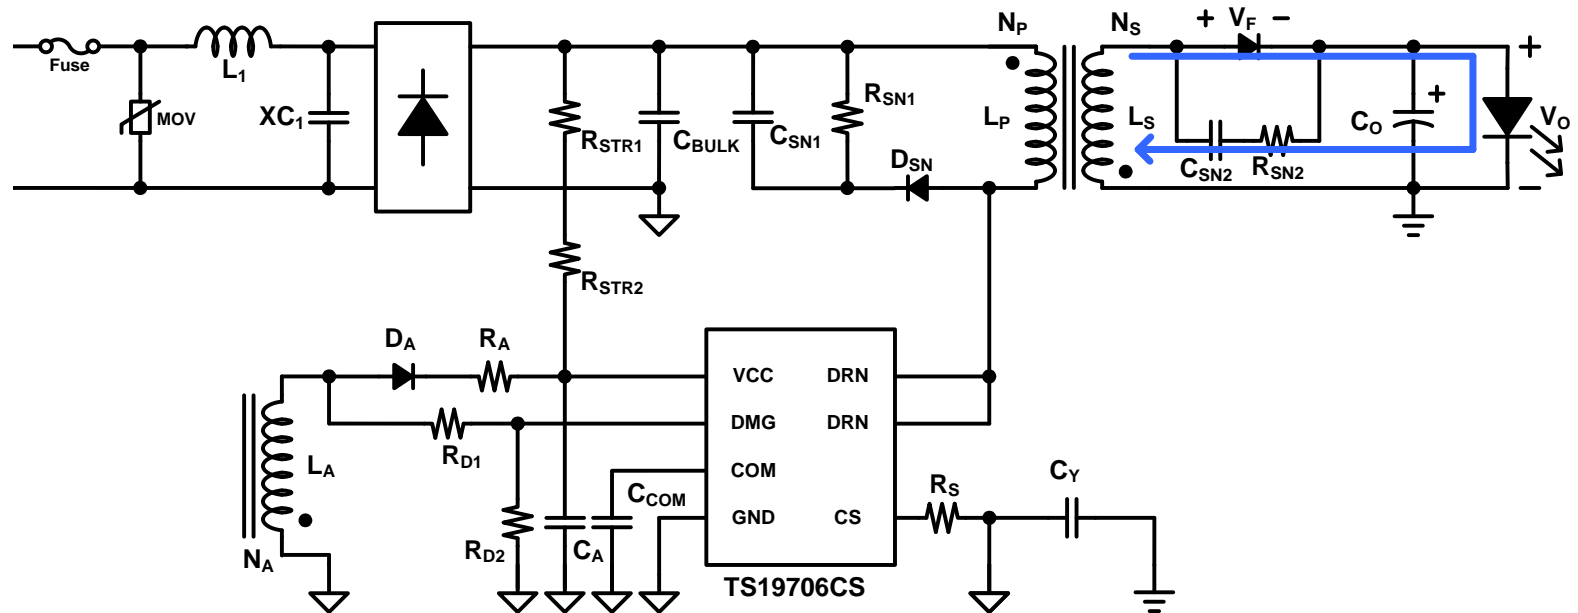 Fuse
MOV
L1
XC1
RSTR1
CBULK
CSN1
RSN1
DSN
NP
LP
NS
LS
+ VF −
CSN2
RSN2
CO
+
+
VO
−
RSTR2
DA
RA
RD1
LA
NA
RD2
CA
CCOM
VCC
DMG
COM
GND
DRN
DRN
CS
TS19706CS
RS
CY